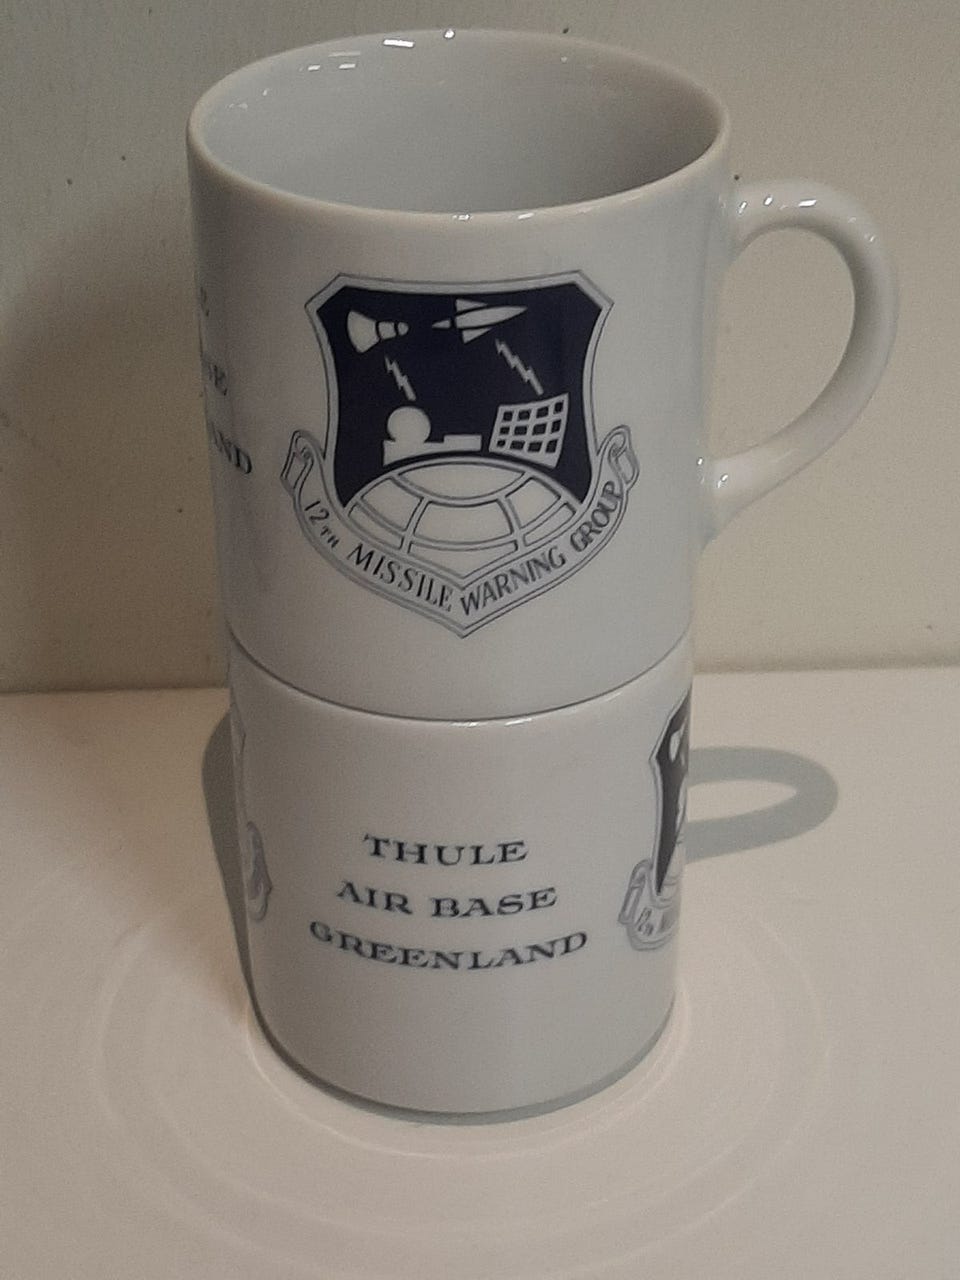 12TH MISSILE WARNING GROUP
THULE
AIR BASE
GREENLAND